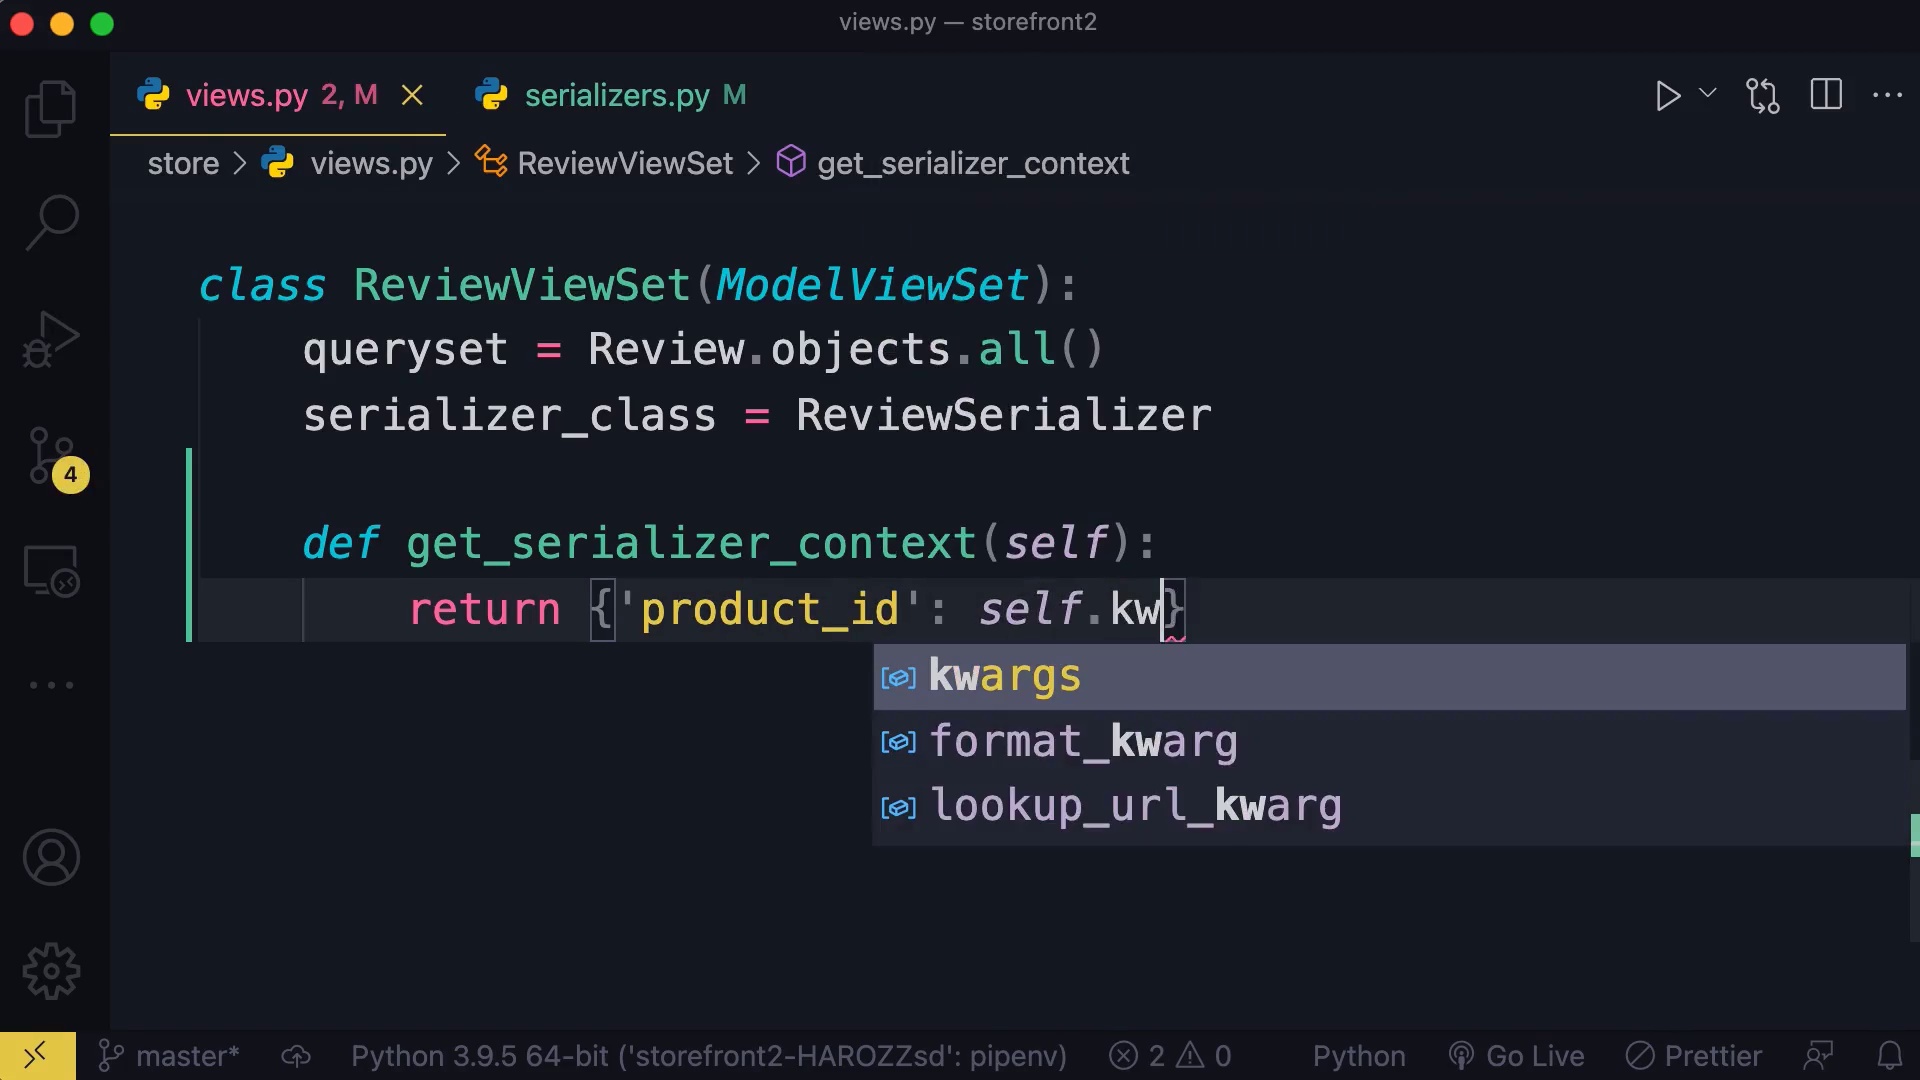 views.py — storefront2
views.py 2, M
serializers.py M
store > views.py > ReviewViewSet > get_serializer_context
class ReviewViewSet(ModelViewSet):
queryset = Review.objects.all()
serializer_class = ReviewSerializer
def get_serializer_context(self):
return {'product_id': self.kw}
kwargs
format_kwarg
lookup_url_kwarg
4
master* Python 3.9.5 64-bit ('storefront2-HAROZZsd': pipenv) 2 0 Python Go Live Prettier